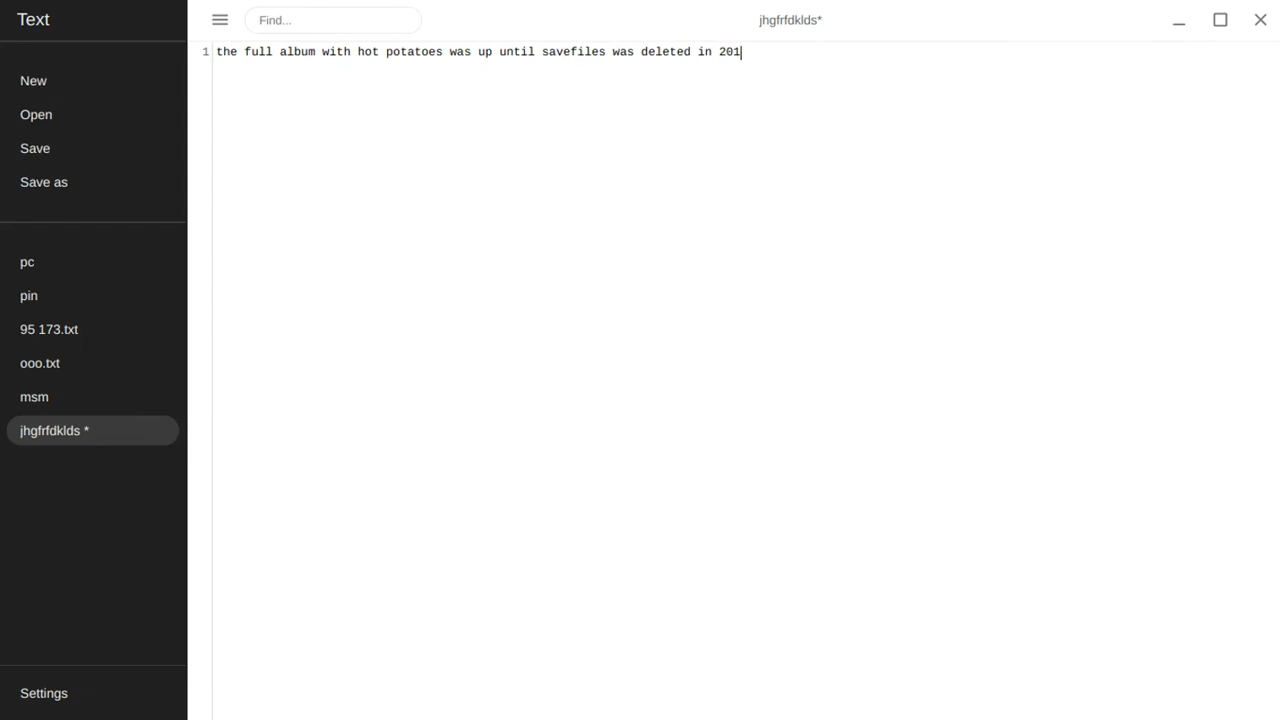 Text
Find...
jhgfrfdklds*
New
Open
Save
Save as
pc
pin
95 173.txt
ooo.txt
msm
jhgfrfdklds *
Settings
1
the full album with hot potatoes was up until savefiles was deleted in 201